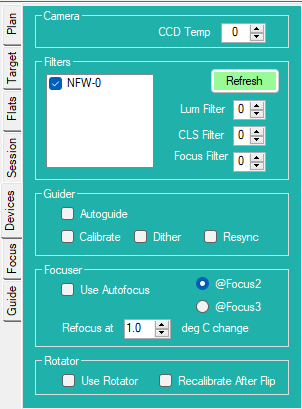 Plan
Target
Flats
Session
Devices
Focus
Guide
Camera
CCD Temp 0
Filters
NFW-0
Refresh
Lum Filter 0
CLS Filter 0
Focus Filter 0
Guider
Autoguide
Calibrate Dither Resync
Focuser
Use Autofocus @Focus2
@Focus3
Refocus at 1.0 deg C change
Rotator
Use Rotator Recalibrate After Flip